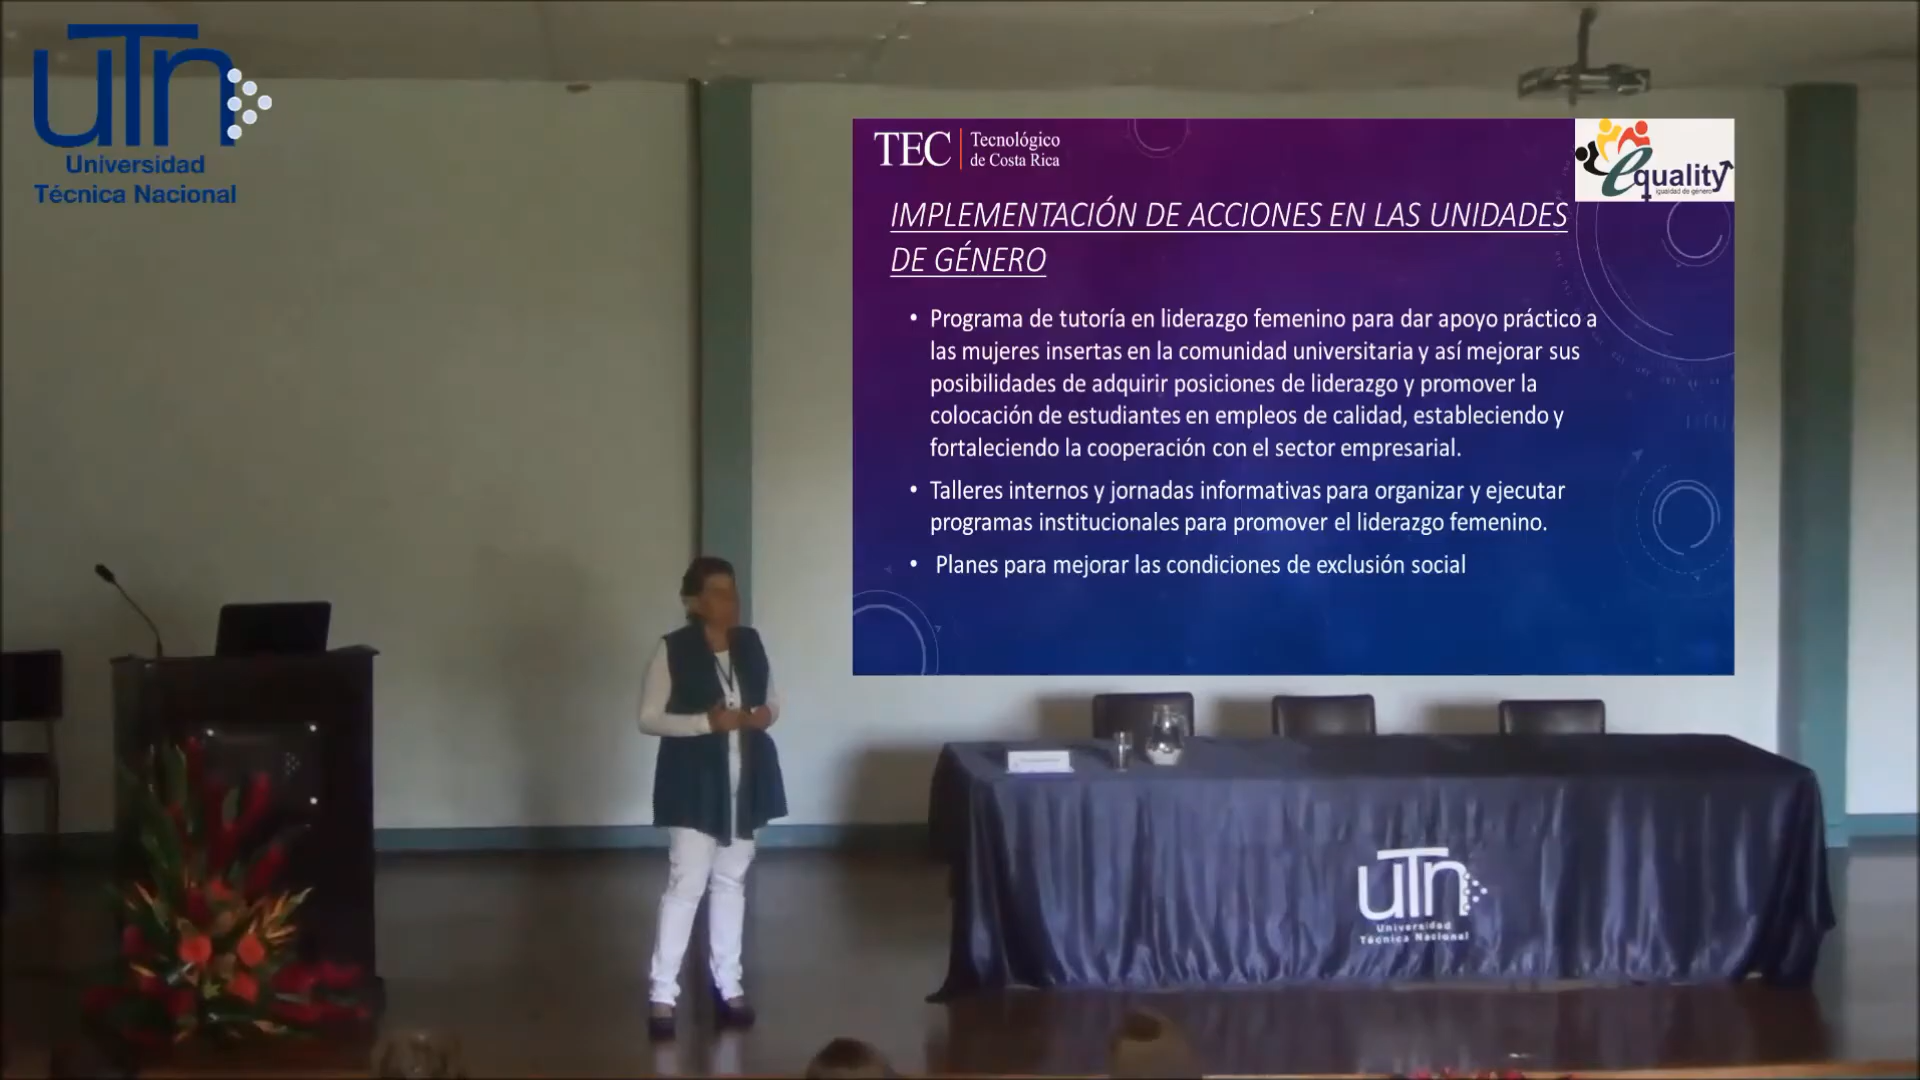 uTn
Universidad
Técnica Nacional
TEC | Tecnológico
de Costa Rica
equality
igualdad de género
IMPLEMENTACIÓN DE ACCIONES EN LAS UNIDADES
DE GÉNERO
• Programa de tutoría en liderazgo femenino para dar apoyo práctico a
las mujeres insertas en la comunidad universitaria y así mejorar sus
posibilidades de adquirir posiciones de liderazgo y promover la
colocación de estudiantes en empleos de calidad, estableciendo y
fortaleciendo la cooperación con el sector empresarial.
• Talleres internos y jornadas informativas para organizar y ejecutar
programas institucionales para promover el liderazgo femenino.
• Planes para mejorar las condiciones de exclusión social
uTn
Universidad
Técnica Nacional